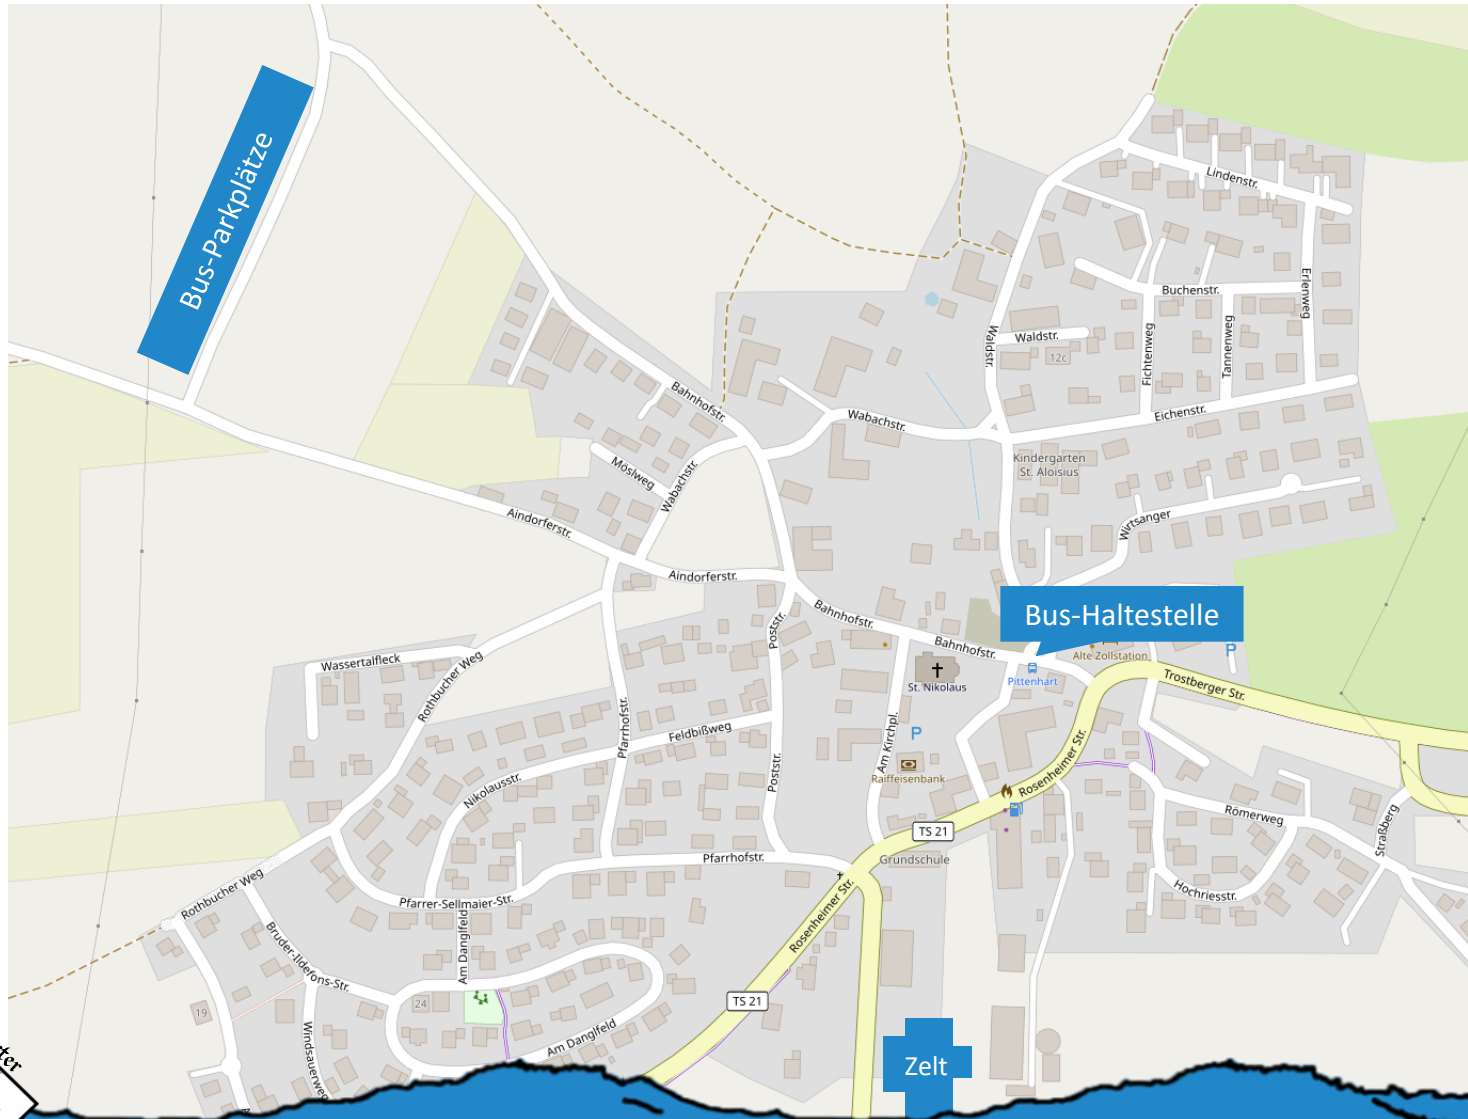 Bus-Parkplätze
Lindenstr.
Buchenstr.
Erlenweg
Waldstr.
Waldstr.
12c
Fichtenweg
Tannenweg
Eichenstr.
Bahnhofstr.
Wabachstr.
Kindergarten
St. Aloisius
Möslweg
Wabachstr.
Aindorferstr.
Wirtsanger
Aindorferstr.
Bahnhofstr.
Bus-Haltestelle
Poststr.
Bahnhofstr.
Alte Zollstation
P
Wassertalfleck
Rothbucher Weg
St. Nikolaus
Pittenhart
Trostberger Str.
Pfarrhofstr.
Feldbißweg
Am Kirchpl.
P
Poststr.
Raiffeisenbank
Rosenheimer Str.
Nikolausstr.
Römerweg
Straßberg
TS 21
Pfarrhofstr.
Grundschule
Rothbucher Weg
Pfarrer-Sellmaier-Str.
Hochriesstr.
Rosenheimer Str.
Bruder-Ildefons-Str.
Am Danglfeld
24
19
TS 21
Windsauerweg
Am Danglfeld
Zelt